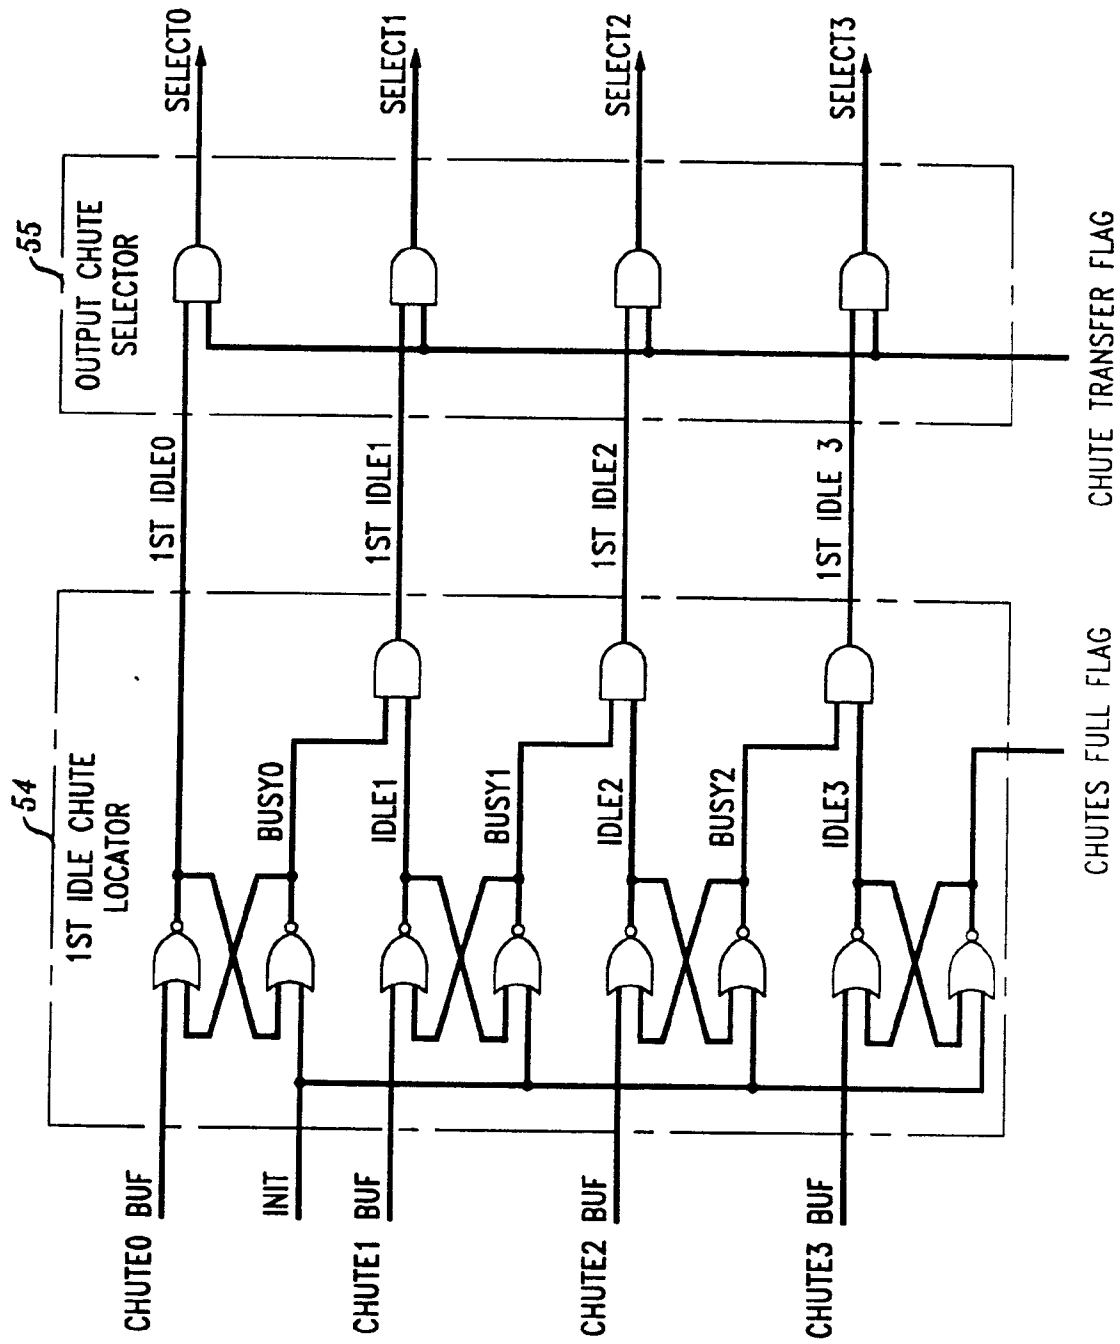 54
1ST IDLE CHUTE
LOCATOR
55
OUTPUT CHUTE
SELECTOR
CHUTE0 BUF
INIT
CHUTE1 BUF
CHUTE2 BUF
CHUTE3 BUF
BUSY0
IDLE1
BUSY1
IDLE2
BUSY2
IDLE3
1ST IDLE0
1ST IDLE1
1ST IDLE2
1ST IDLE 3
SELECT0
SELECT1
SELECT2
SELECT3
CHUTES FULL FLAG
CHUTE TRANSFER FLAG